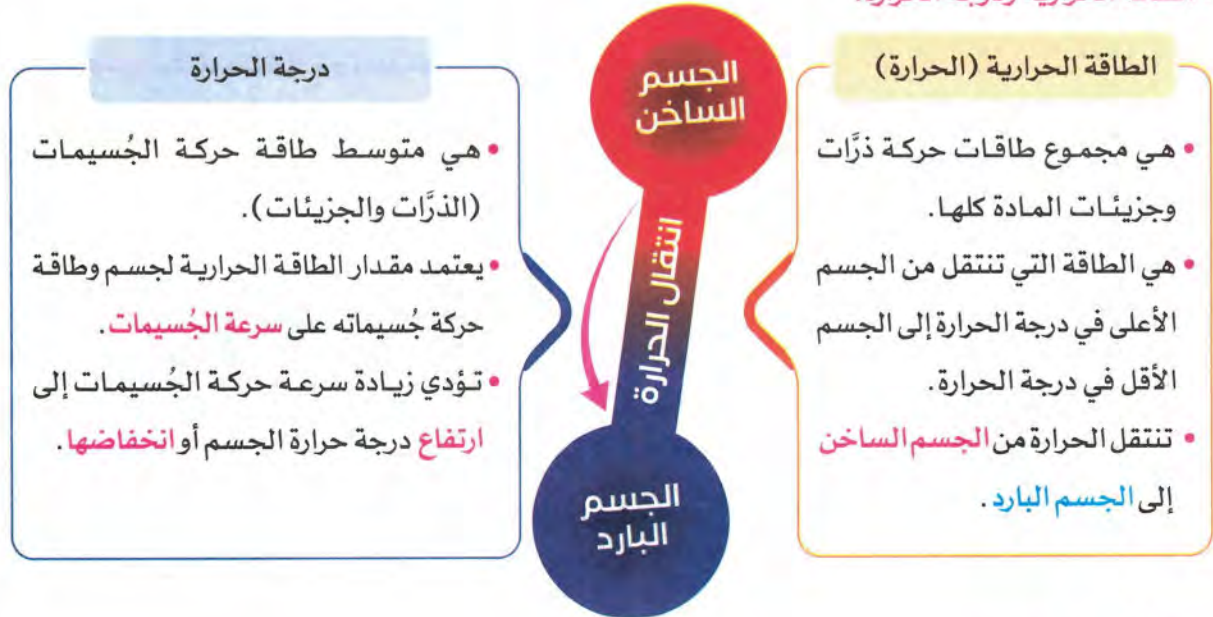 الطاقة الحرارية (الحرارة)
• هي مجموع طاقات حركة ذرَّات
وجزيئات المادة كلها.
• هي الطاقة التي تنتقل من الجسم
الأعلى في درجة الحرارة إلى الجسم
الأقل في درجة الحرارة.
• تنتقل الحرارة من الجسم الساخن
إلى الجسم البارد.
الجسم
الساخن
انتقال الحرارة
الجسم
البارد
درجة الحرارة
• هي متوسط طاقة حركة الجُسيمات
(الذرَّات والجزيئات).
• يعتمد مقدار الطاقة الحرارية لجسم وطاقة
حركة جُسيماته على سرعة الجُسيمات.
• تؤدي زيادة سرعة حركة الجُسيمات إلى
ارتفاع درجة حرارة الجسم أو انخفاضها.